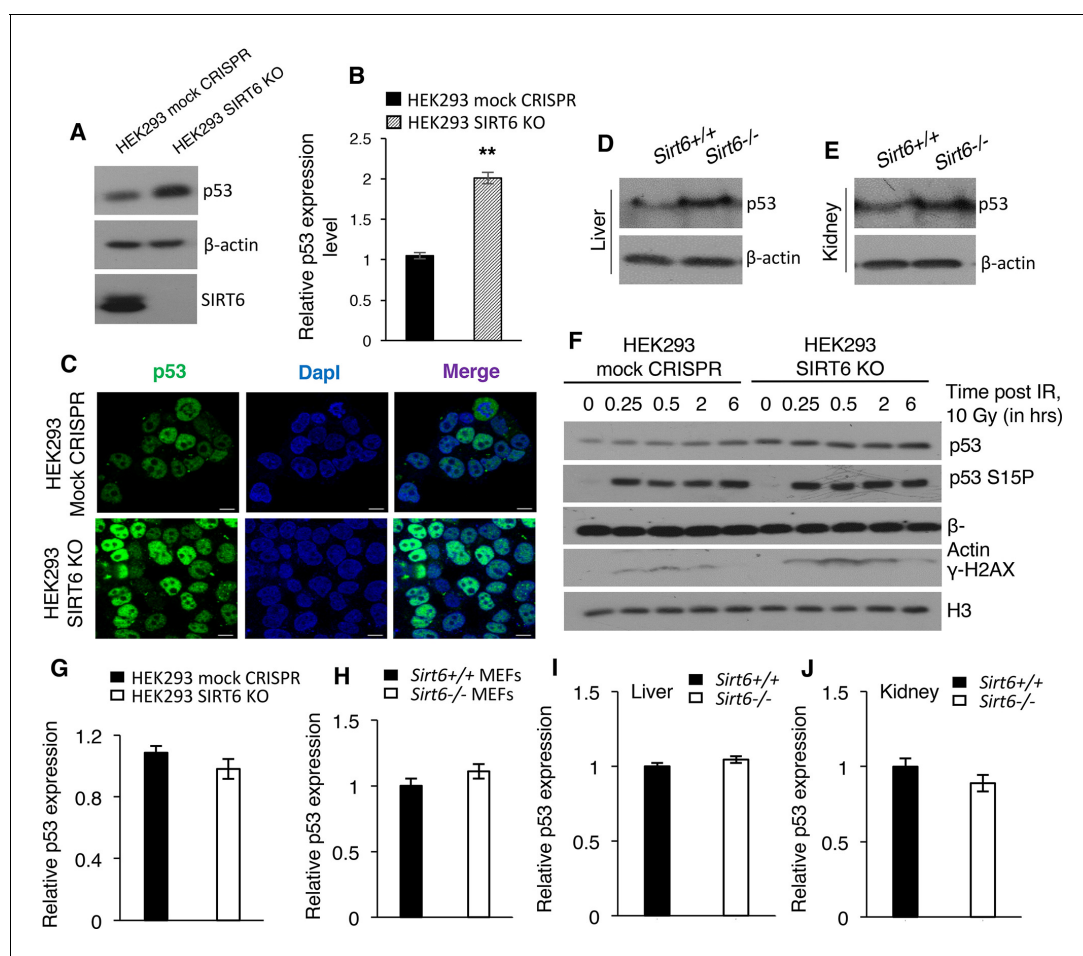 A
HEK293 mock CRISPR
HEK293 SIRT6 KO
p53
β-actin
SIRT6
B
HEK293 mock CRISPR
HEK293 SIRT6 KO
Relative p53 expression
level
2.5
2
1.5
1
0.5
0
**
C
p53
DapI
Merge
HEK293
Mock CRISPR
HEK293
SIRT6 KO
D
Sirt6+/+
Sirt6-/-
Liver
p53
β-actin
E
Sirt6+/+
Sirt6-/-
Kidney
p53
β-actin
F
HEK293
mock CRISPR
HEK293
SIRT6 KO
0 0.25 0.5 2 6 0 0.25 0.5 2 6
Time post IR,
10 Gy (in hrs)
p53
p53 S15P
β-
Actin
γ-H2AX
H3
G
HEK293 mock CRISPR
HEK293 SIRT6 KO
Relative p53 expression
1.2
0.8
0.4
0
H
Sirt6+/+ MEFs
Sirt6-/- MEFs
Relative p53 expression
1.5
1
0.5
0
I
Liver
Sirt6+/+
Sirt6-/-
Relative p53 expression
1.5
1
0.5
0
J
Kidney
Sirt6+/+
Sirt6-/-
Relative p53 expression
1.5
1
0.5
0